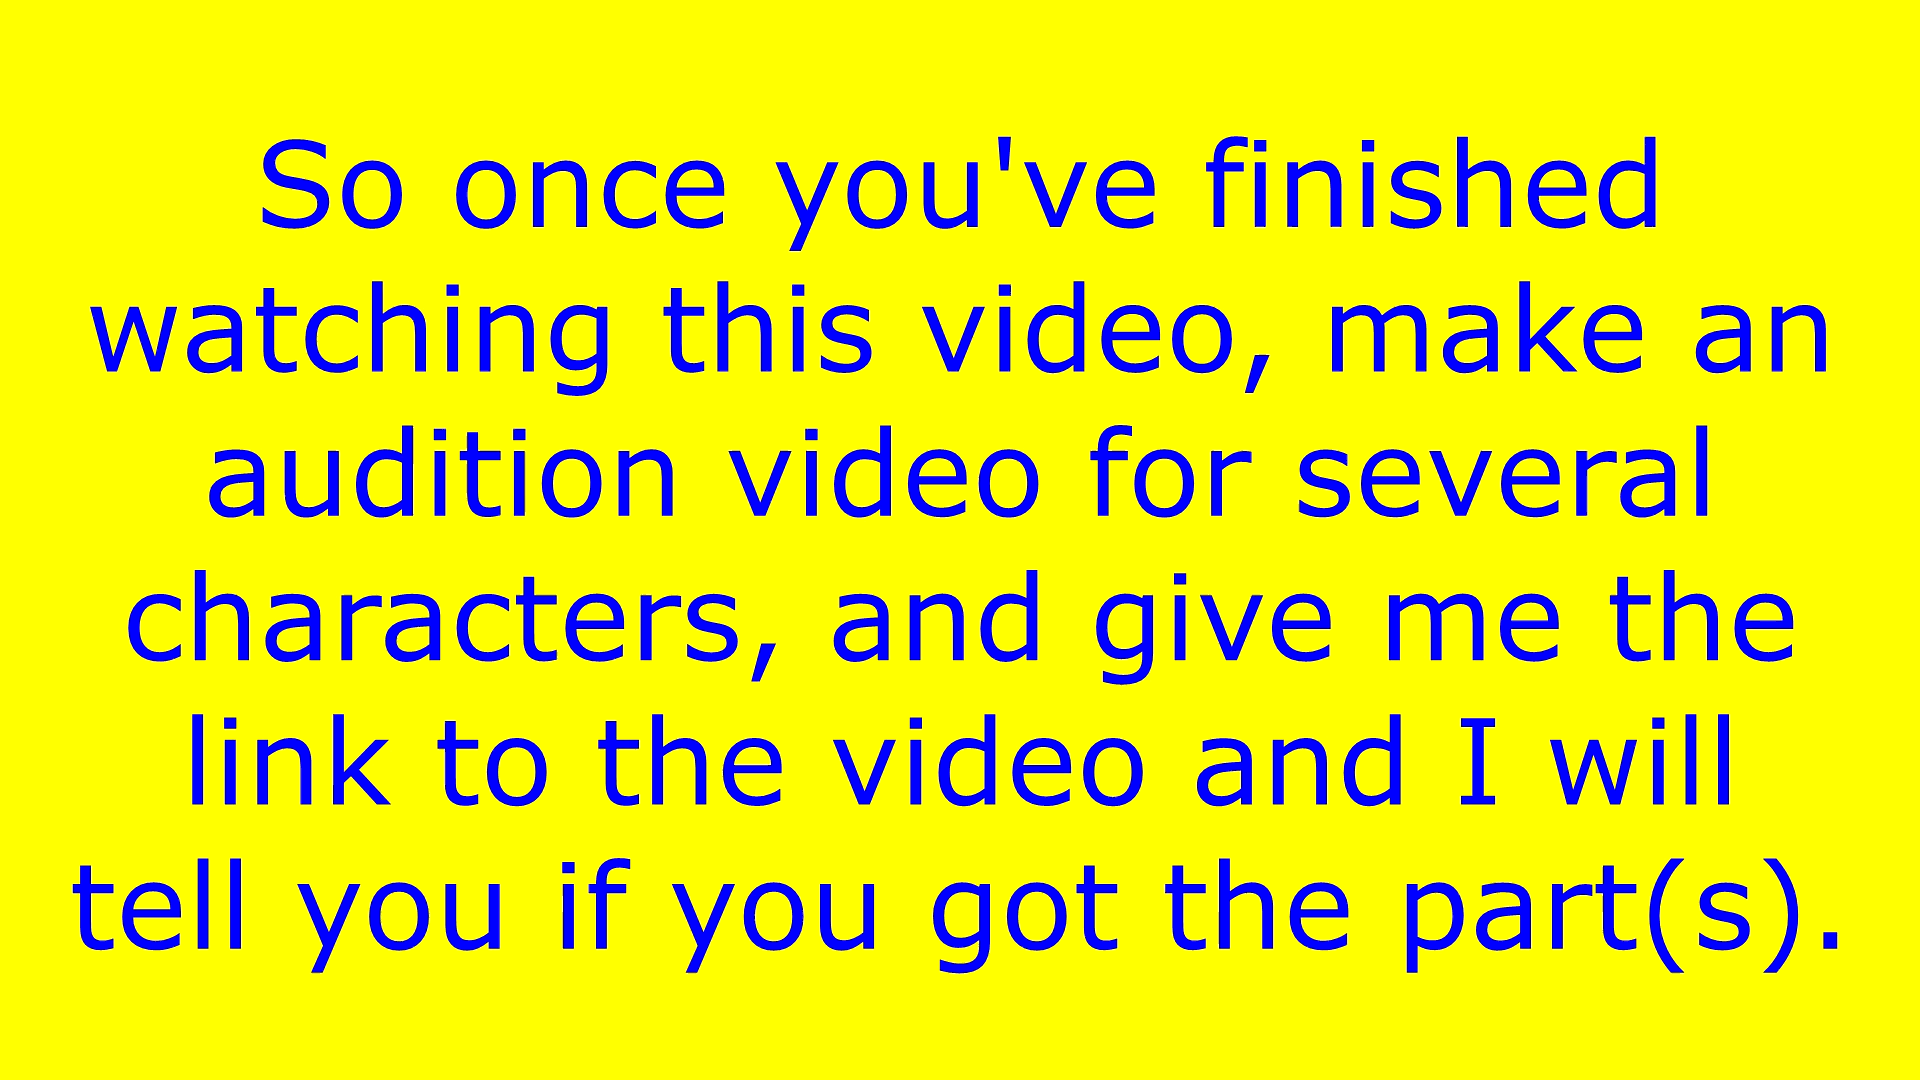 So once you've finished
watching this video, make an
audition video for several
characters, and give me the
link to the video and I will
tell you if you got the part(s).